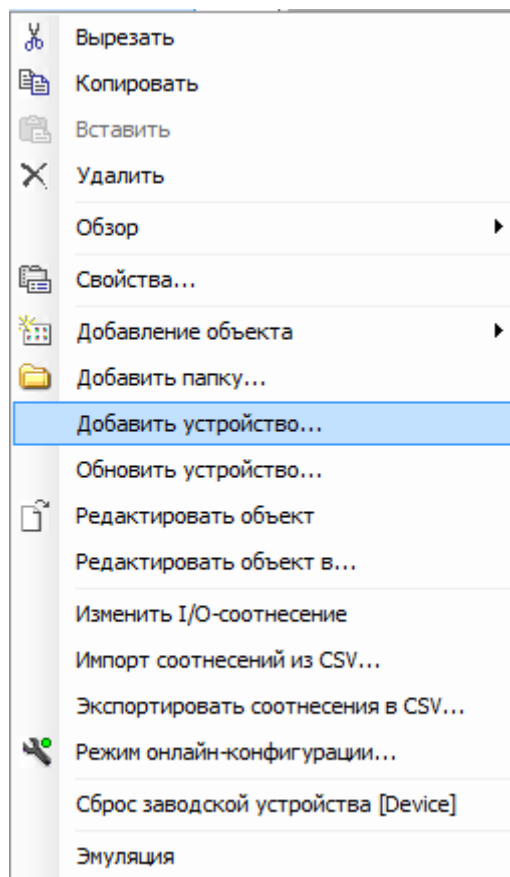 Вырезать
Копировать
Вставить
Удалить
Обзор
Свойства...
Добавление объекта
Добавить папку...
Добавить устройство...
Обновить устройство...
Редактировать объект
Редактировать объект в...
Изменить I/O-соотнесение
Импорт соотнесений из CSV...
Экспортировать соотнесения в CSV...
Режим онлайн-конфигурации...
Сброс заводской устройства [Device]
Эмуляция